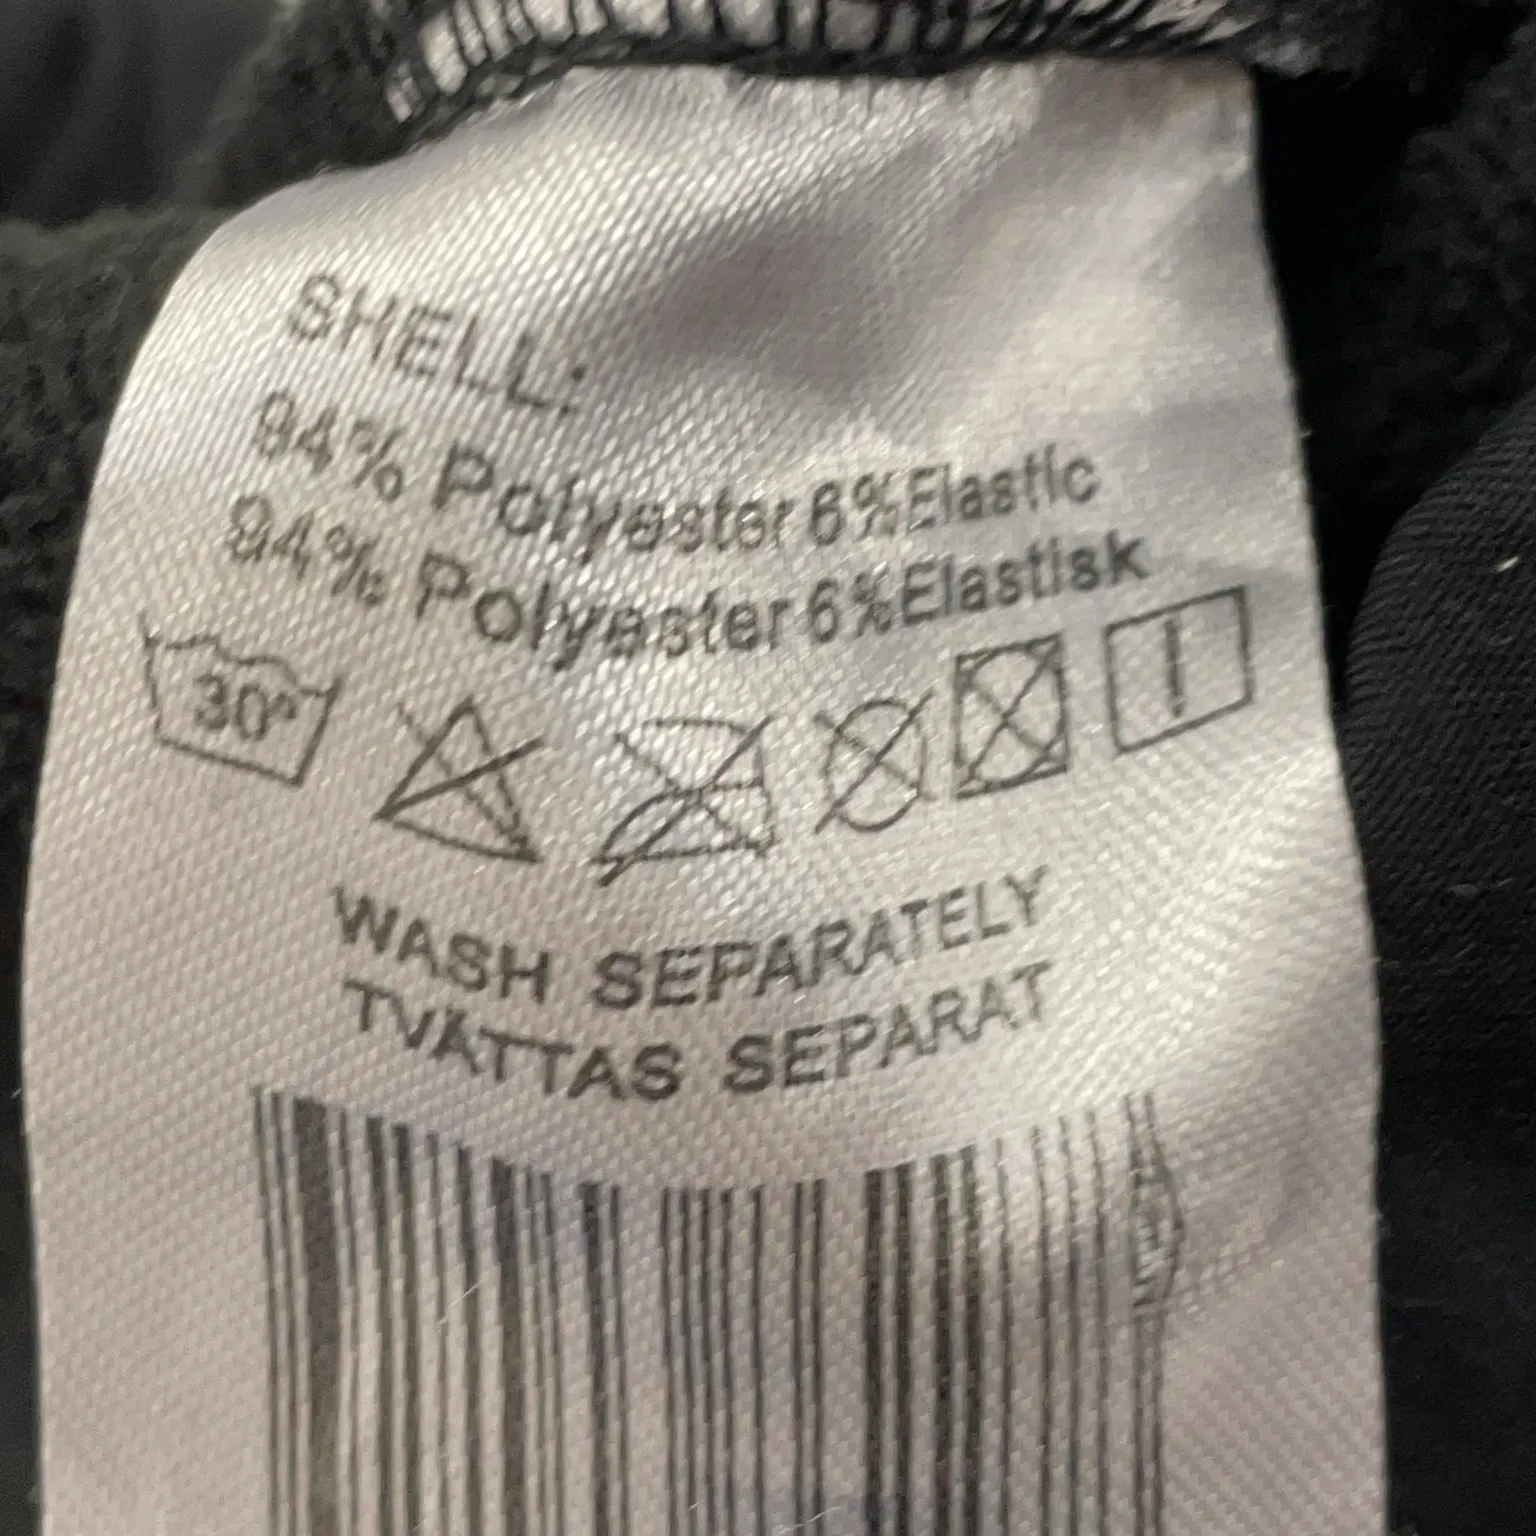 SHELL:
94% Polyester 6% Elastic
94% Polyester 6% Elastisk
30°
WASH SEPARATELY
TVÄTTAS SEPARAT